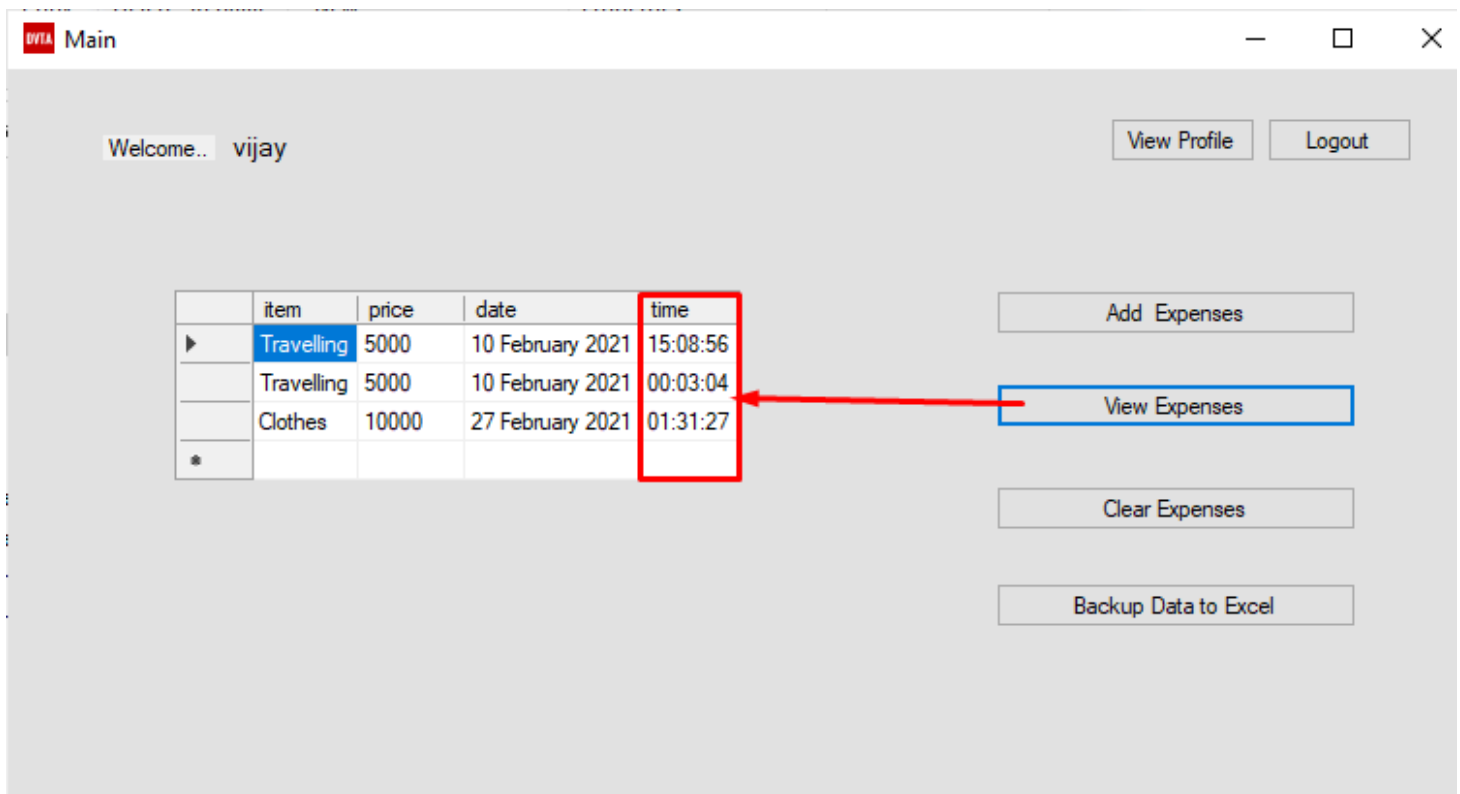 DVTA Main
Welcome.. vijay
View Profile Logout
item price date time
Travelling 5000 10 February 2021 15:08:56
Travelling 5000 10 February 2021 00:03:04
Clothes 10000 27 February 2021 01:31:27
Add Expenses
View Expenses
Clear Expenses
Backup Data to Excel